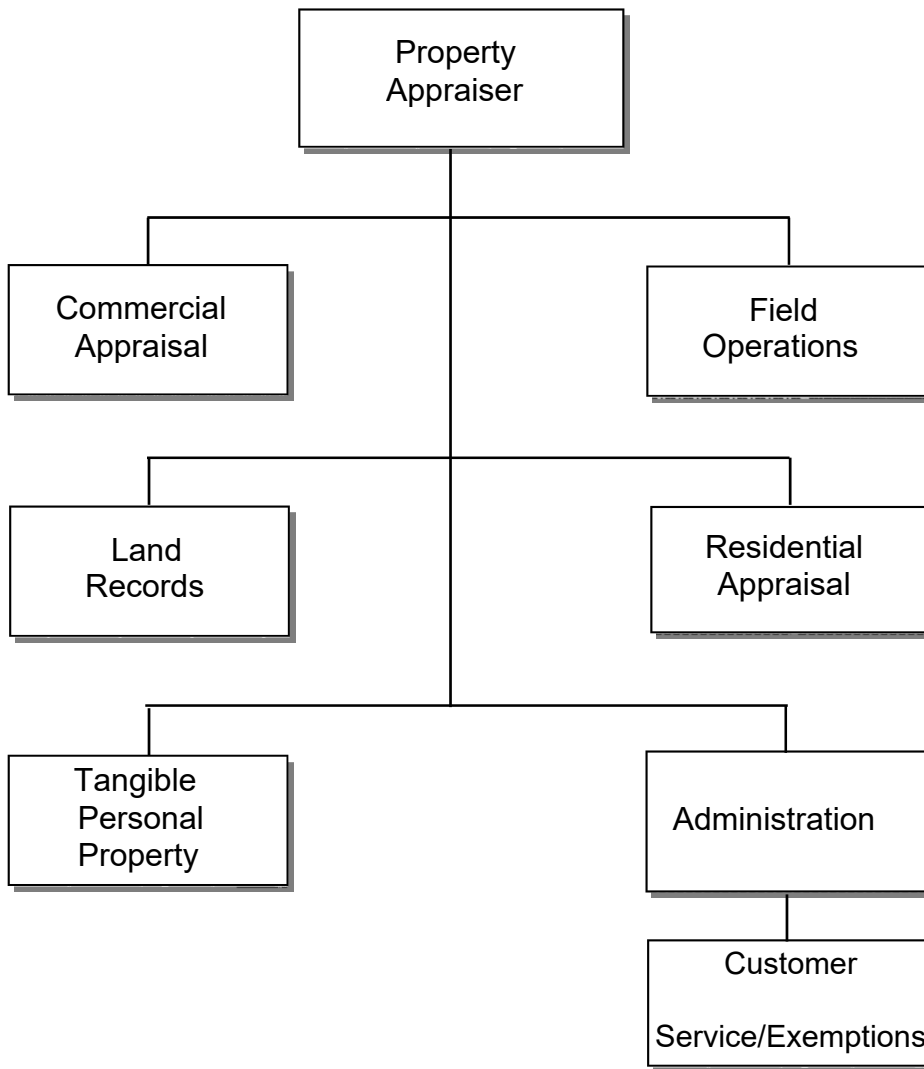 Property
Appraiser
Commercial
Appraisal
Field
Operations
Land
Records
Residential
Appraisal
Tangible
Personal
Property
Administration
Customer
Service/Exemptions